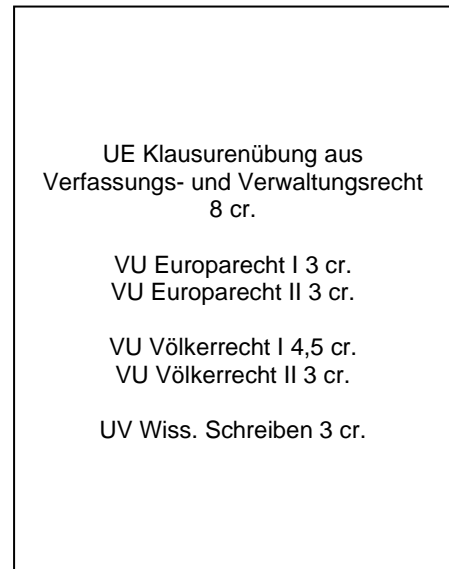 UE Klausurenübung aus
Verfassungs- und Verwaltungsrecht
8 cr.
VU Europarecht I 3 cr.
VU Europarecht II 3 cr.
VU Völkerrecht I 4,5 cr.
VU Völkerrecht II 3 cr.
UV Wiss. Schreiben 3 cr.